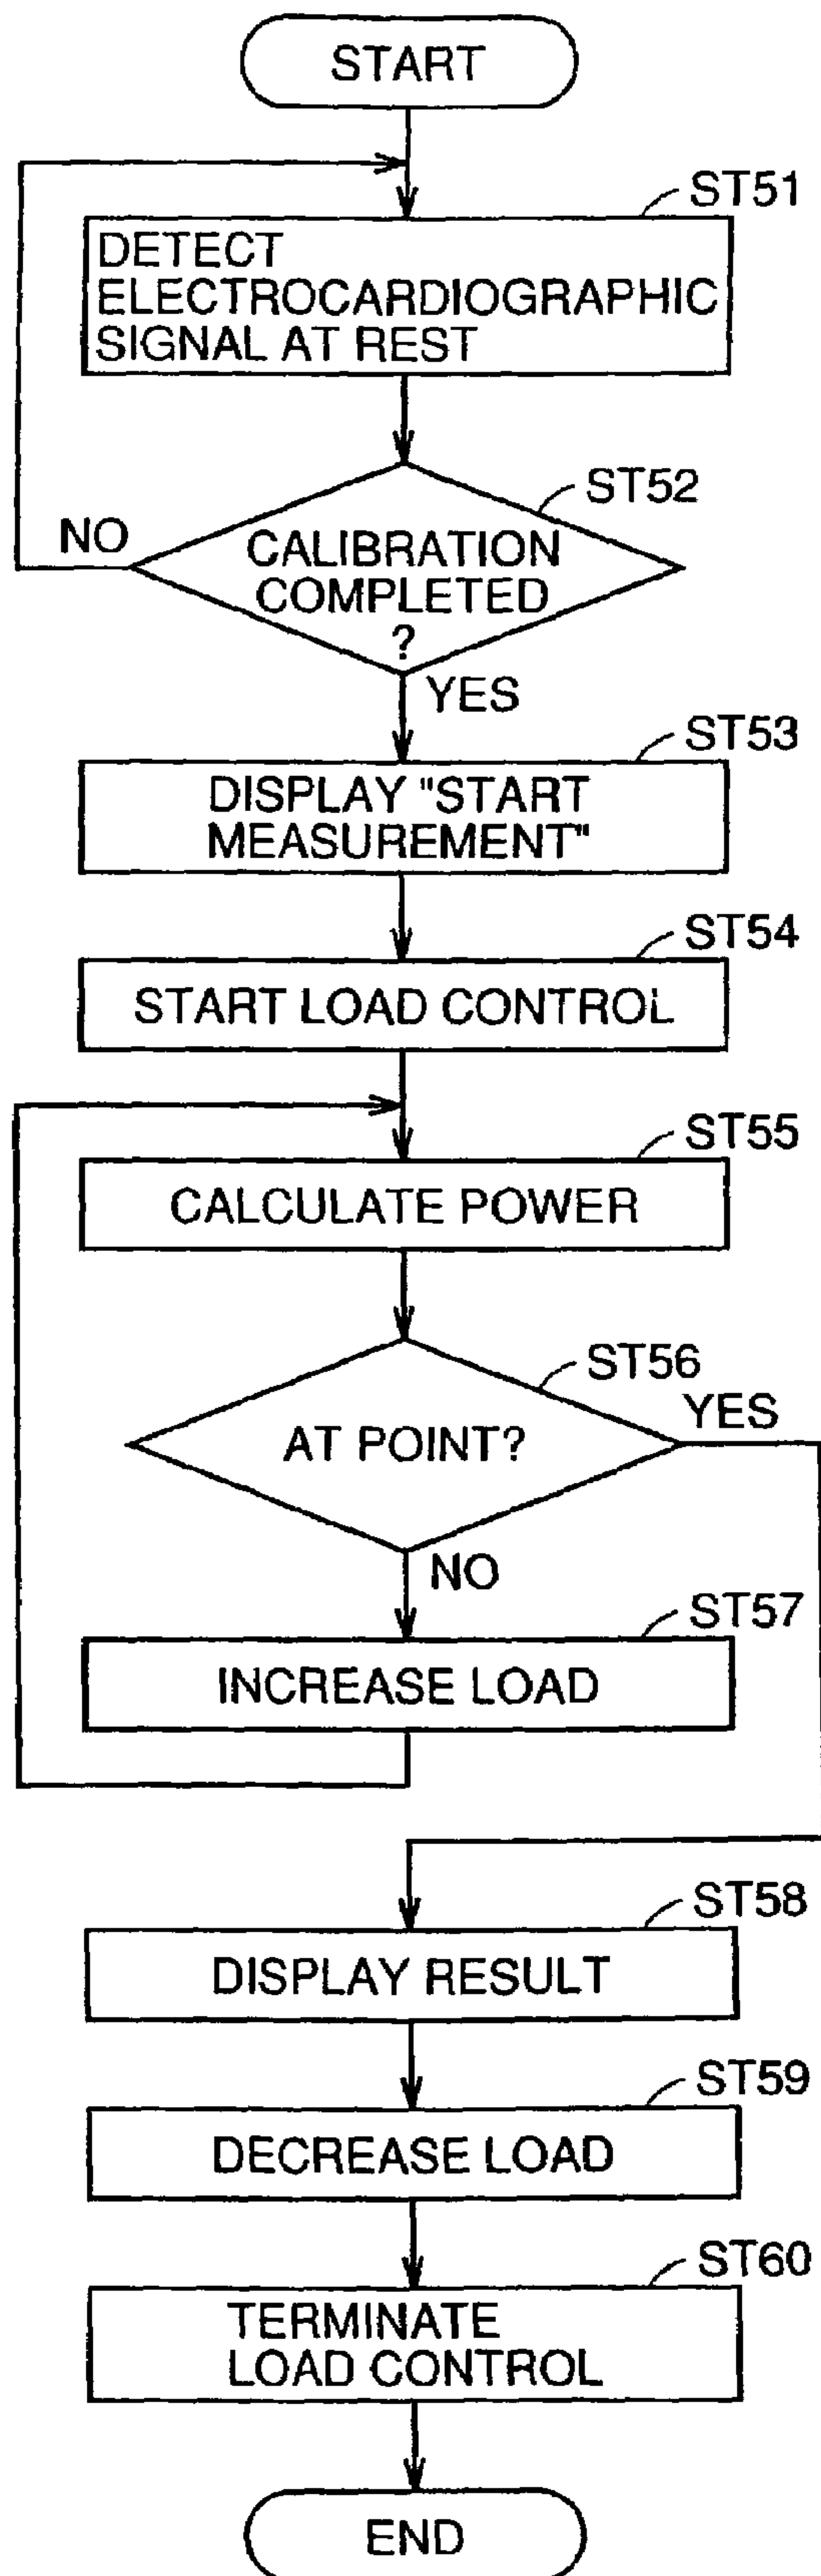 START
ST51
DETECT
ELECTROCARDIOGRAPHIC
SIGNAL AT REST
ST52
NO
CALIBRATION
COMPLETED
?
YES
ST53
DISPLAY "START
MEASUREMENT"
ST54
START LOAD CONTROL
ST55
CALCULATE POWER
ST56
YES
AT POINT?
NO
ST57
INCREASE LOAD
ST58
DISPLAY RESULT
ST59
DECREASE LOAD
ST60
TERMINATE
LOAD CONTROL
END